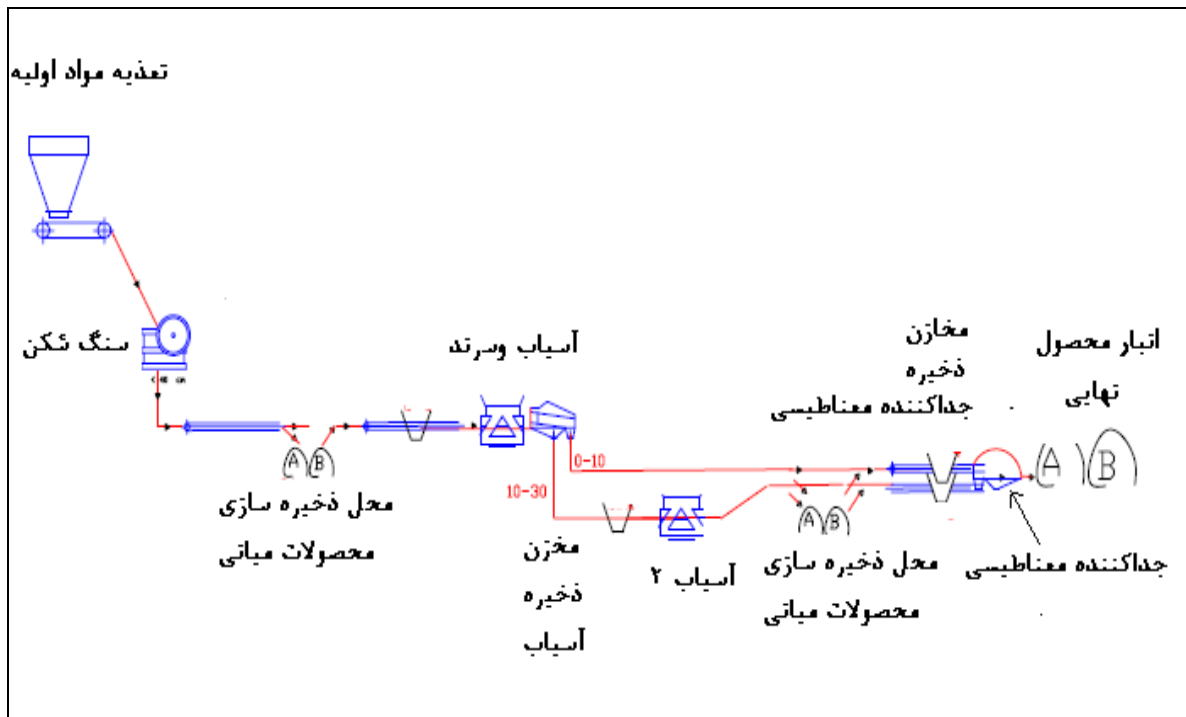 تغذیه مواد اولیه
سنگ شکن
A
B
محل ذخیره سازی
محصولات میانی
آسیاب وسرند
0-10
10-30
مخزن
ذخیره
آسیاب
آسیاب ۲
A
B
محل ذخیره سازی
محصولات میانی
مخازن
ذخیره
جداکننده مغناطیسی
انبار محصول
نهایی
A
B
جداکننده مغناطیسی